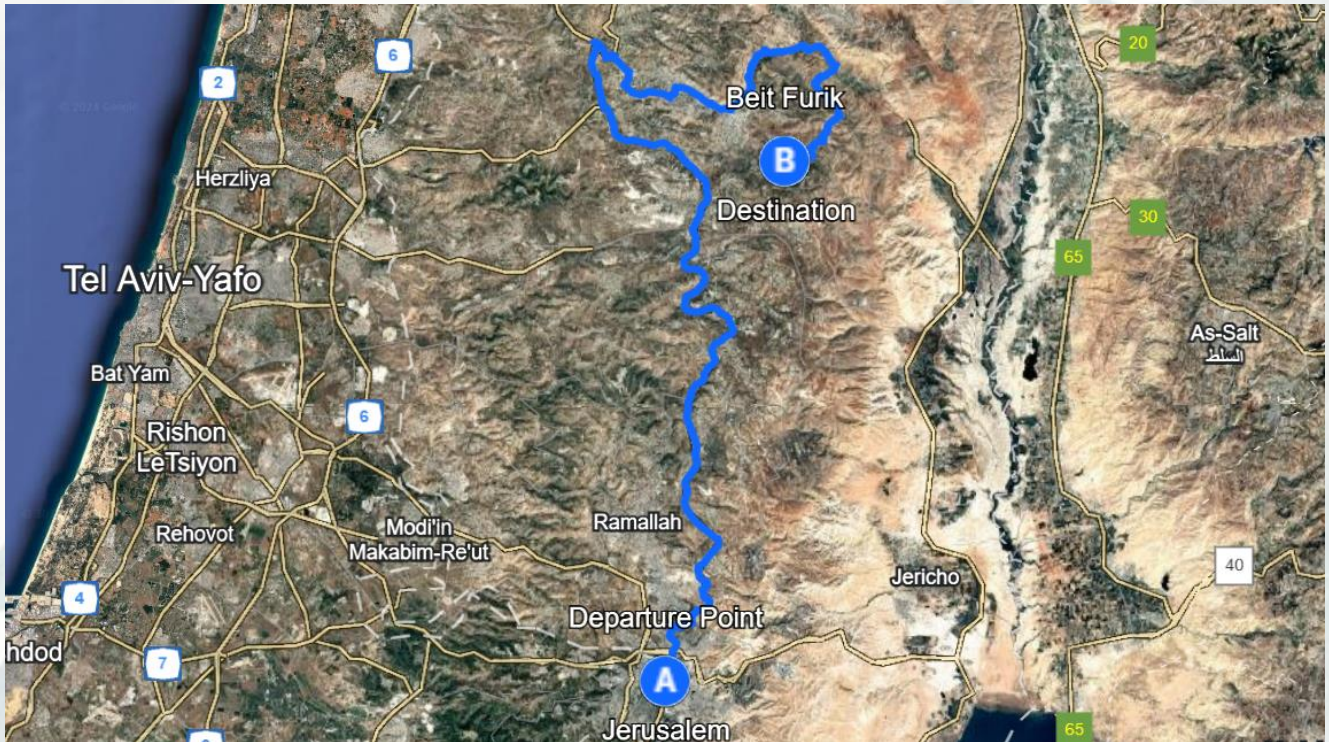 20
6
2
Beit Furik
B
Herzliya
Destination
30
65
Tel Aviv-Yafo
As-Salt
السلط
Bat Yam
6
Rishon
LeTsiyon
Ramallah
Modi'in
Makabim-Re'ut
Rehovot
40
Jericho
4
Departure Point
hdod
7
A
Jerusalem
65